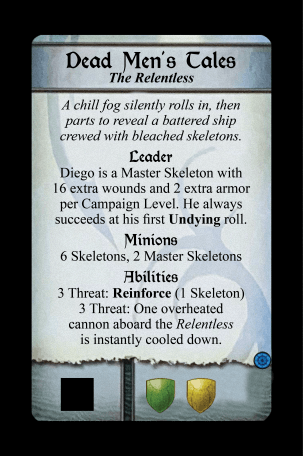 Dead Men's Tales
The Relentless
A chill fog silently rolls in, then
parts to reveal a battered ship
crewed with bleached skeletons.
Leader
Diego is a Master Skeleton with
16 extra wounds and 2 extra armor
per Campaign Level. He always
succeeds at his first Undying roll.
Minions
6 Skeletons, 2 Master Skeletons
Abilities
3 Threat: Reinforce (1 Skeleton)
3 Threat: One overheated
cannon aboard the Relentless
is instantly cooled down.